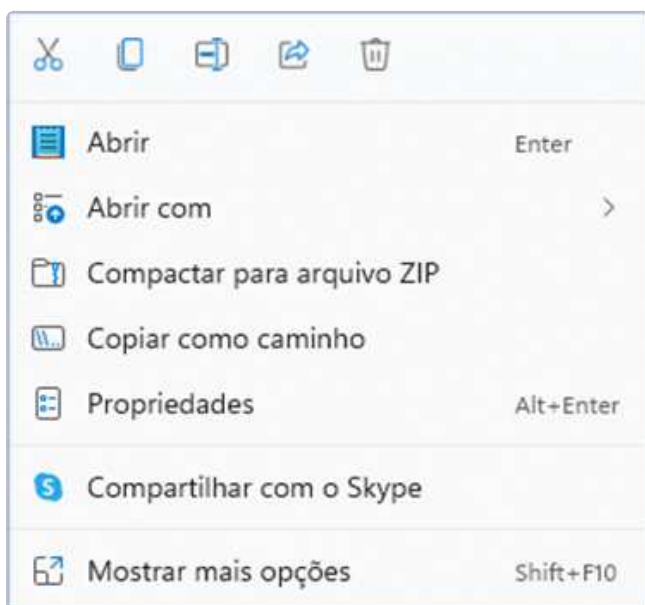 Abrir Enter
Abrir com
Compactar para arquivo ZIP
Copiar como caminho
Propriedades Alt+Enter
Compartilhar com o Skype
Mostrar mais opções Shift+F10